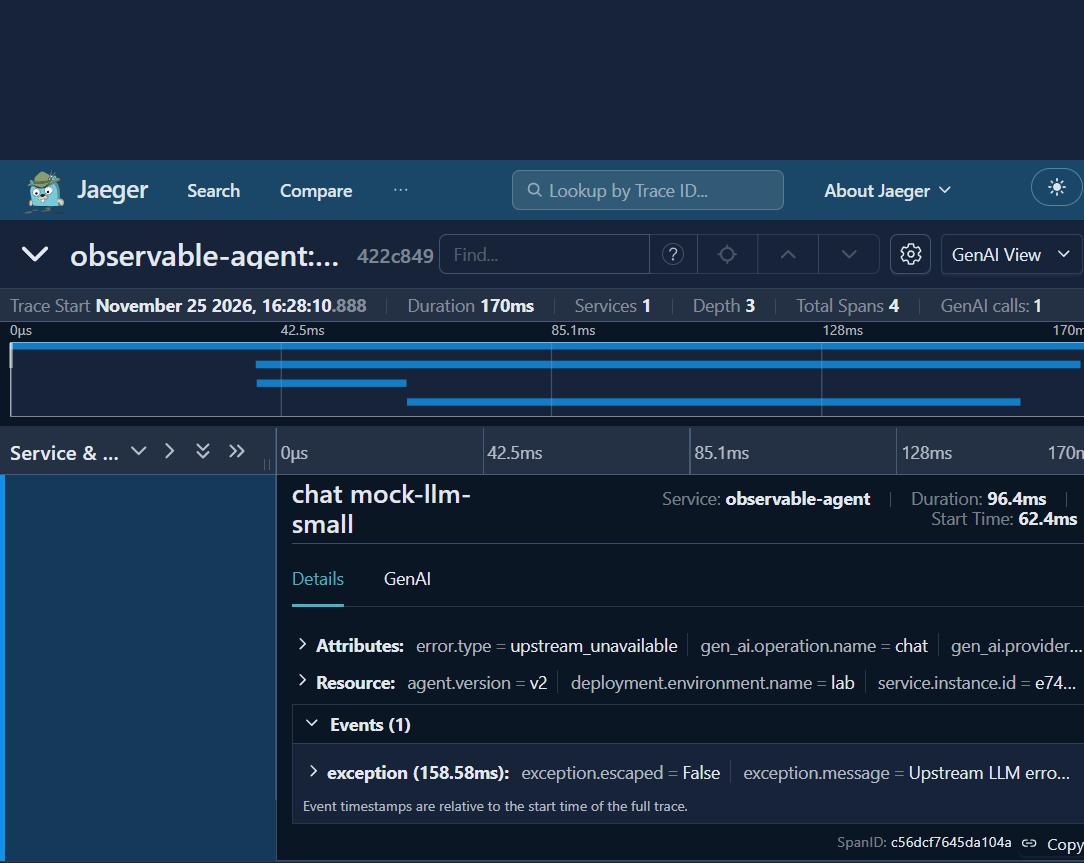 Jaeger Search Compare ··· Lookup by Trace ID... About Jaeger
observable-agent:... 422c849 Find... ? GenAI View
Trace Start November 25 2026, 16:28:10.888 Duration 170ms Services 1 Depth 3 Total Spans 4 GenAI calls: 1
0μs 42.5ms 85.1ms 128ms 170m
Service & ... 0μs 42.5ms 85.1ms 128ms 170m
chat mock-llm-
small
Service: observable-agent Duration: 96.4ms
Start Time: 62.4ms
Details GenAI
Attributes: error.type = upstream_unavailable gen_ai.operation.name = chat gen_ai.provider...
Resource: agent.version = v2 deployment.environment.name = lab service.instance.id = e74...
Events (1)
exception (158.58ms): exception.escaped = False exception.message = Upstream LLM erro...
Event timestamps are relative to the start time of the full trace.
SpanID: c56dcf7645da104a Copy